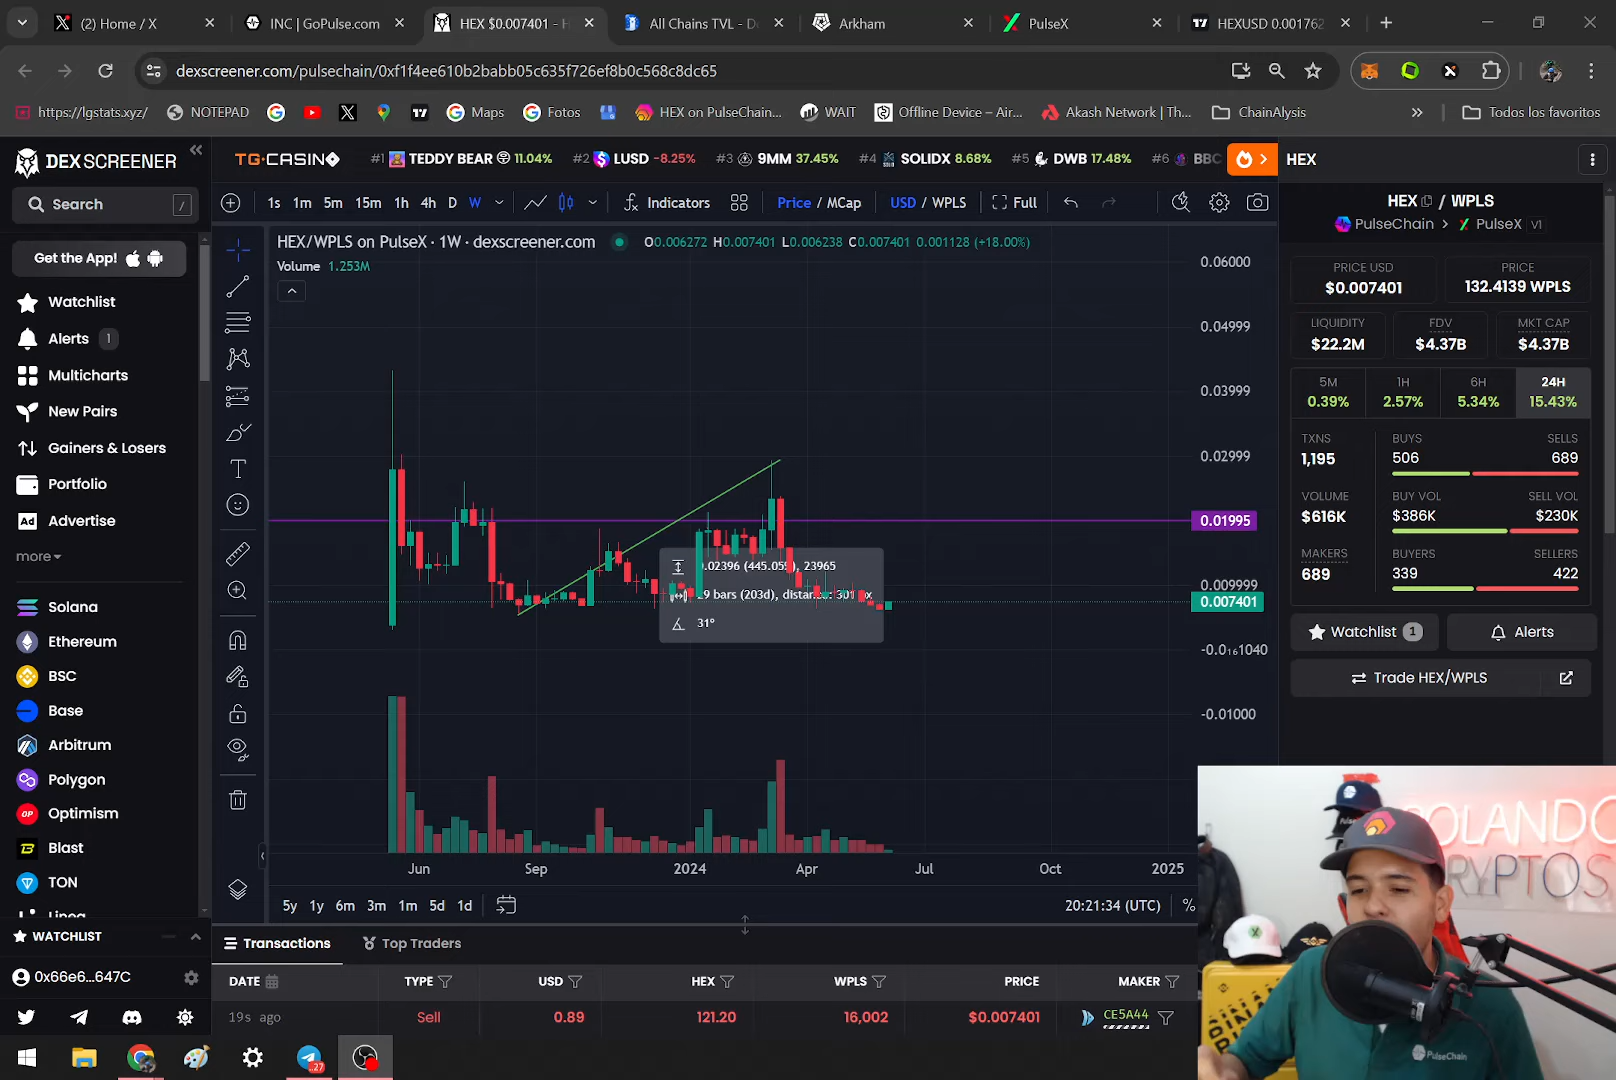 (2) Home / X
INC | GoPulse.com
HEX $0.007401 - H
All Chains TVL - D
Arkham
PulseX
HEXUSD 0.001762
dexscreener.com/pulsechain/0xf1f4ee610b2babb05c635f726ef8b0c568c8dc65
https://lgstats.xyz/
NOTEPAD
Maps
Fotos
HEX on PulseChain...
WAIT
Offline Device – Air...
Akash Network | Th...
ChainAlysis
»
Todos los favoritos
DEX SCREENER
TG.CASINO
#1 TEDDY BEAR 11.04%
#2 LUSD -8.25%
#3 9MM 37.45%
#4 SOLIDX 8.68%
#5 DWB 17.48%
#6 BBC
HEX
Search /
Get the App!
Watchlist
Alerts 1
Multicharts
New Pairs
Gainers & Losers
Portfolio
Ad Advertise
more
Solana
Ethereum
BSC
Base
Arbitrum
Polygon
OP Optimism
Blast
TON
Linea
WATCHLIST
0x66e6...647C
1s 1m 5m 15m 1h 4h D W
Indicators
Price / MCap
USD / WPLS
Full
HEX/WPLS on PulseX · 1W · dexscreener.com
O0.006272 H0.007401 L0.006238 C0.007401 0.001128 (+18.00%)
Volume 1.253M
0.06000
0.04999
0.03999
0.02999
0.01995
0.009999
0.007401
-0.0₁₆1040
-0.01000
0.02396 (445.05%), 23965
29 bars (203d), distance: 301 px
31º
Jun Sep 2024 Apr Jul Oct 2025
5y 1y 6m 3m 1m 5d 1d
20:21:34 (UTC) %
Transactions
Top Traders
DATE TYPE USD HEX WPLS PRICE MAKER
19s ago Sell 0.89 121.20 16,002 $0.007401 CE5A44
HEX / WPLS
PulseChain > PulseX V1
PRICE USD
$0.007401
PRICE
132.4139 WPLS
LIQUIDITY
$22.2M
FDV
$4.37B
MKT CAP
$4.37B
5M
0.39%
1H
2.57%
6H
5.34%
24H
15.43%
TXNS
1,195
BUYS
506
SELLS
689
VOLUME
$616K
BUY VOL
$386K
SELL VOL
$230K
MAKERS
689
BUYERS
339
SELLERS
422
Watchlist 1
Alerts
Trade HEX/WPLS
OLANDO
RYPTOS
PulseChain
27